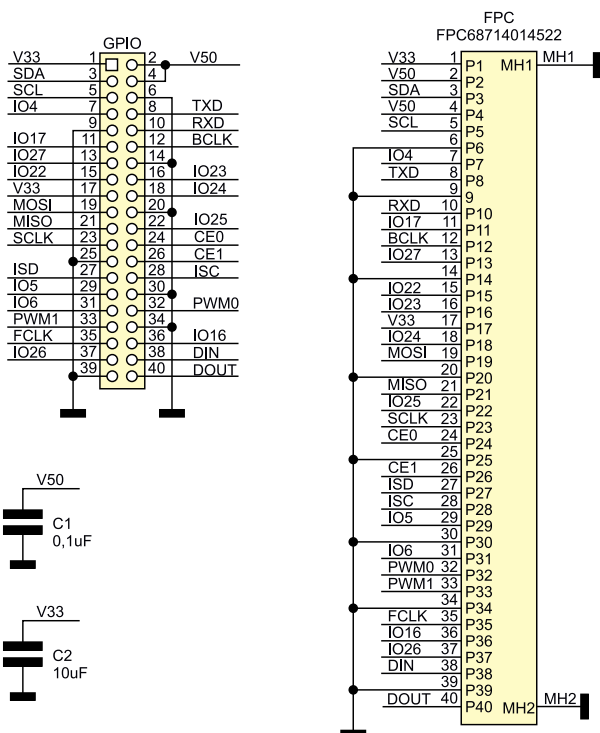 GPIO
V33 1 2 V50
SDA 3 4
SCL 5 6
IO4 7 8 TXD
9 10 RXD
IO17 11 12 BCLK
IO27 13 14
IO22 15 16 IO23
V33 17 18 IO24
MOSI 19 20
MISO 21 22 IO25
SCLK 23 24 CE0
25 26 CE1
ISD 27 28 ISC
IO5 29 30
IO6 31 32 PWM0
PWM1 33 34
FCLK 35 36 IO16
IO26 37 38 DIN
39 40 DOUT
V50
C1
0,1uF
V33
C2
10uF
FPC
FPC68714014522
V33 1 P1 MH1 MH1
V50 2 P2
SDA 3 P3
V50 4 P4
SCL 5 P5
6 P6
IO4 7 P7
TXD 8 P8
9 9
RXD 10 P10
IO17 11 P11
BCLK 12 P12
IO27 13 P13
14 P14
IO22 15 P15
IO23 16 P16
V33 17 P17
IO24 18 P18
MOSI 19 P19
20 P20
MISO 21 P21
IO25 22 P22
SCLK 23 P23
CE0 24 P24
25 P25
CE1 26 P26
ISD 27 P27
ISC 28 P28
IO5 29 P29
30 P30
IO6 31 P31
PWM0 32 P32
PWM1 33 P33
34 P34
FCLK 35 P35
IO16 36 P36
IO26 37 P37
DIN 38 P38
39 P39
DOUT 40 P40 MH2 MH2